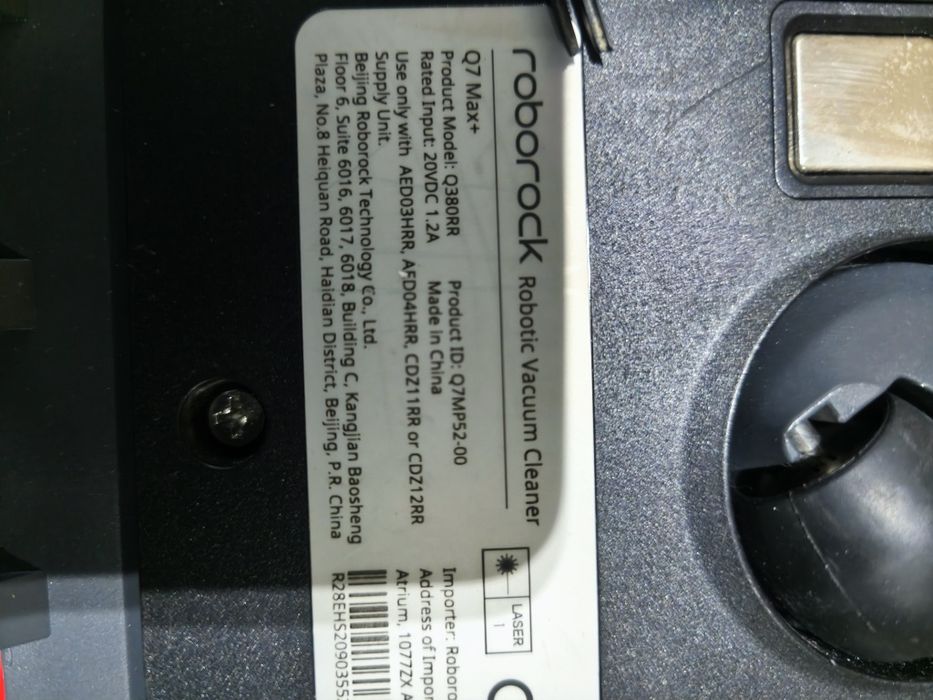 roborock Robotic Vacuum Cleaner
Q7 Max+
Product Model: Q380RR Product ID: Q7MP52-00
Rated Input: 20VDC 1.2A Made in China
Use only with AED03HRR, AED04HRR, CDZ11RR or CDZ12RR
Supply Unit.
Beijing Roborock Technology Co., Ltd.
Floor 6, Suite 6016, 6017, 6018, Building C, Kangjian Baosheng
Plaza, No.8 Heiquan Road, Haidian District, Beijing, P.R. China
LASER
1
Importer:
Address of
Atrium, 1077ZX